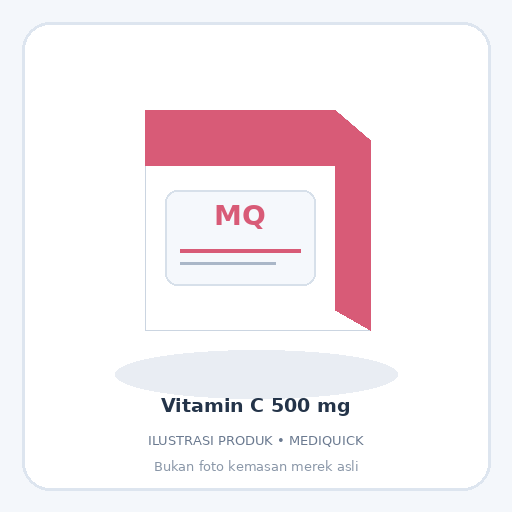 MQ
Vitamin C 500 mg
ILUSTRASI PRODUK • MEDIQUICK
Bukan foto kemasan merek asli